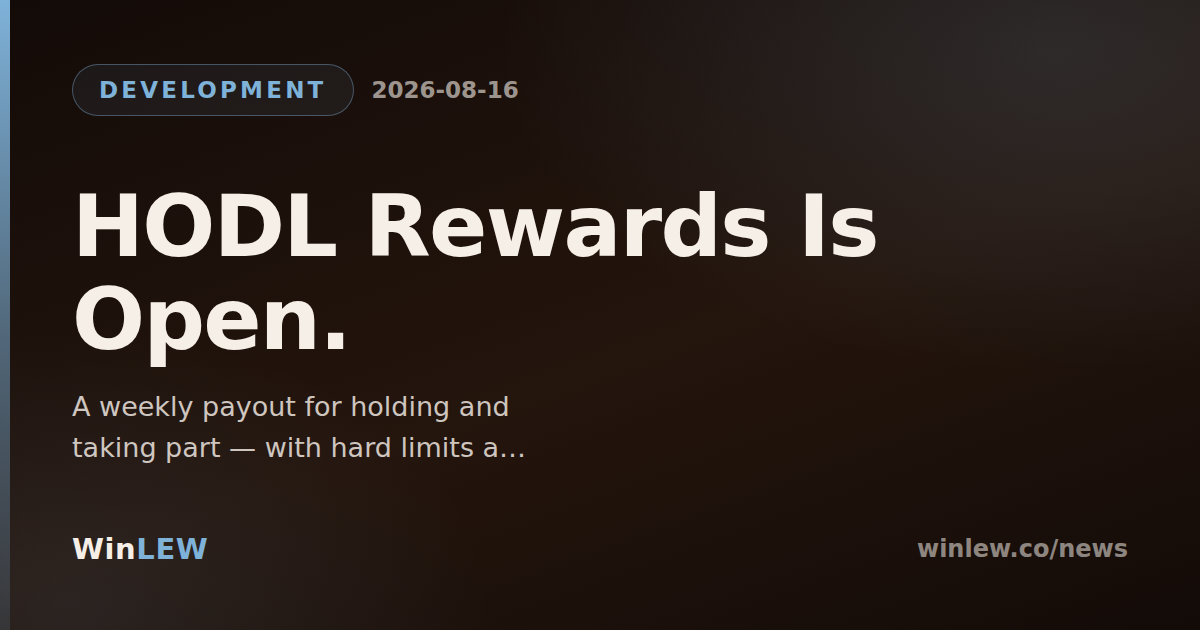 DEVELOPMENT 2026-08-16
HODL Rewards Is
Open.
A weekly payout for holding and
taking part — with hard limits a…
WinLEW
winlew.co/news